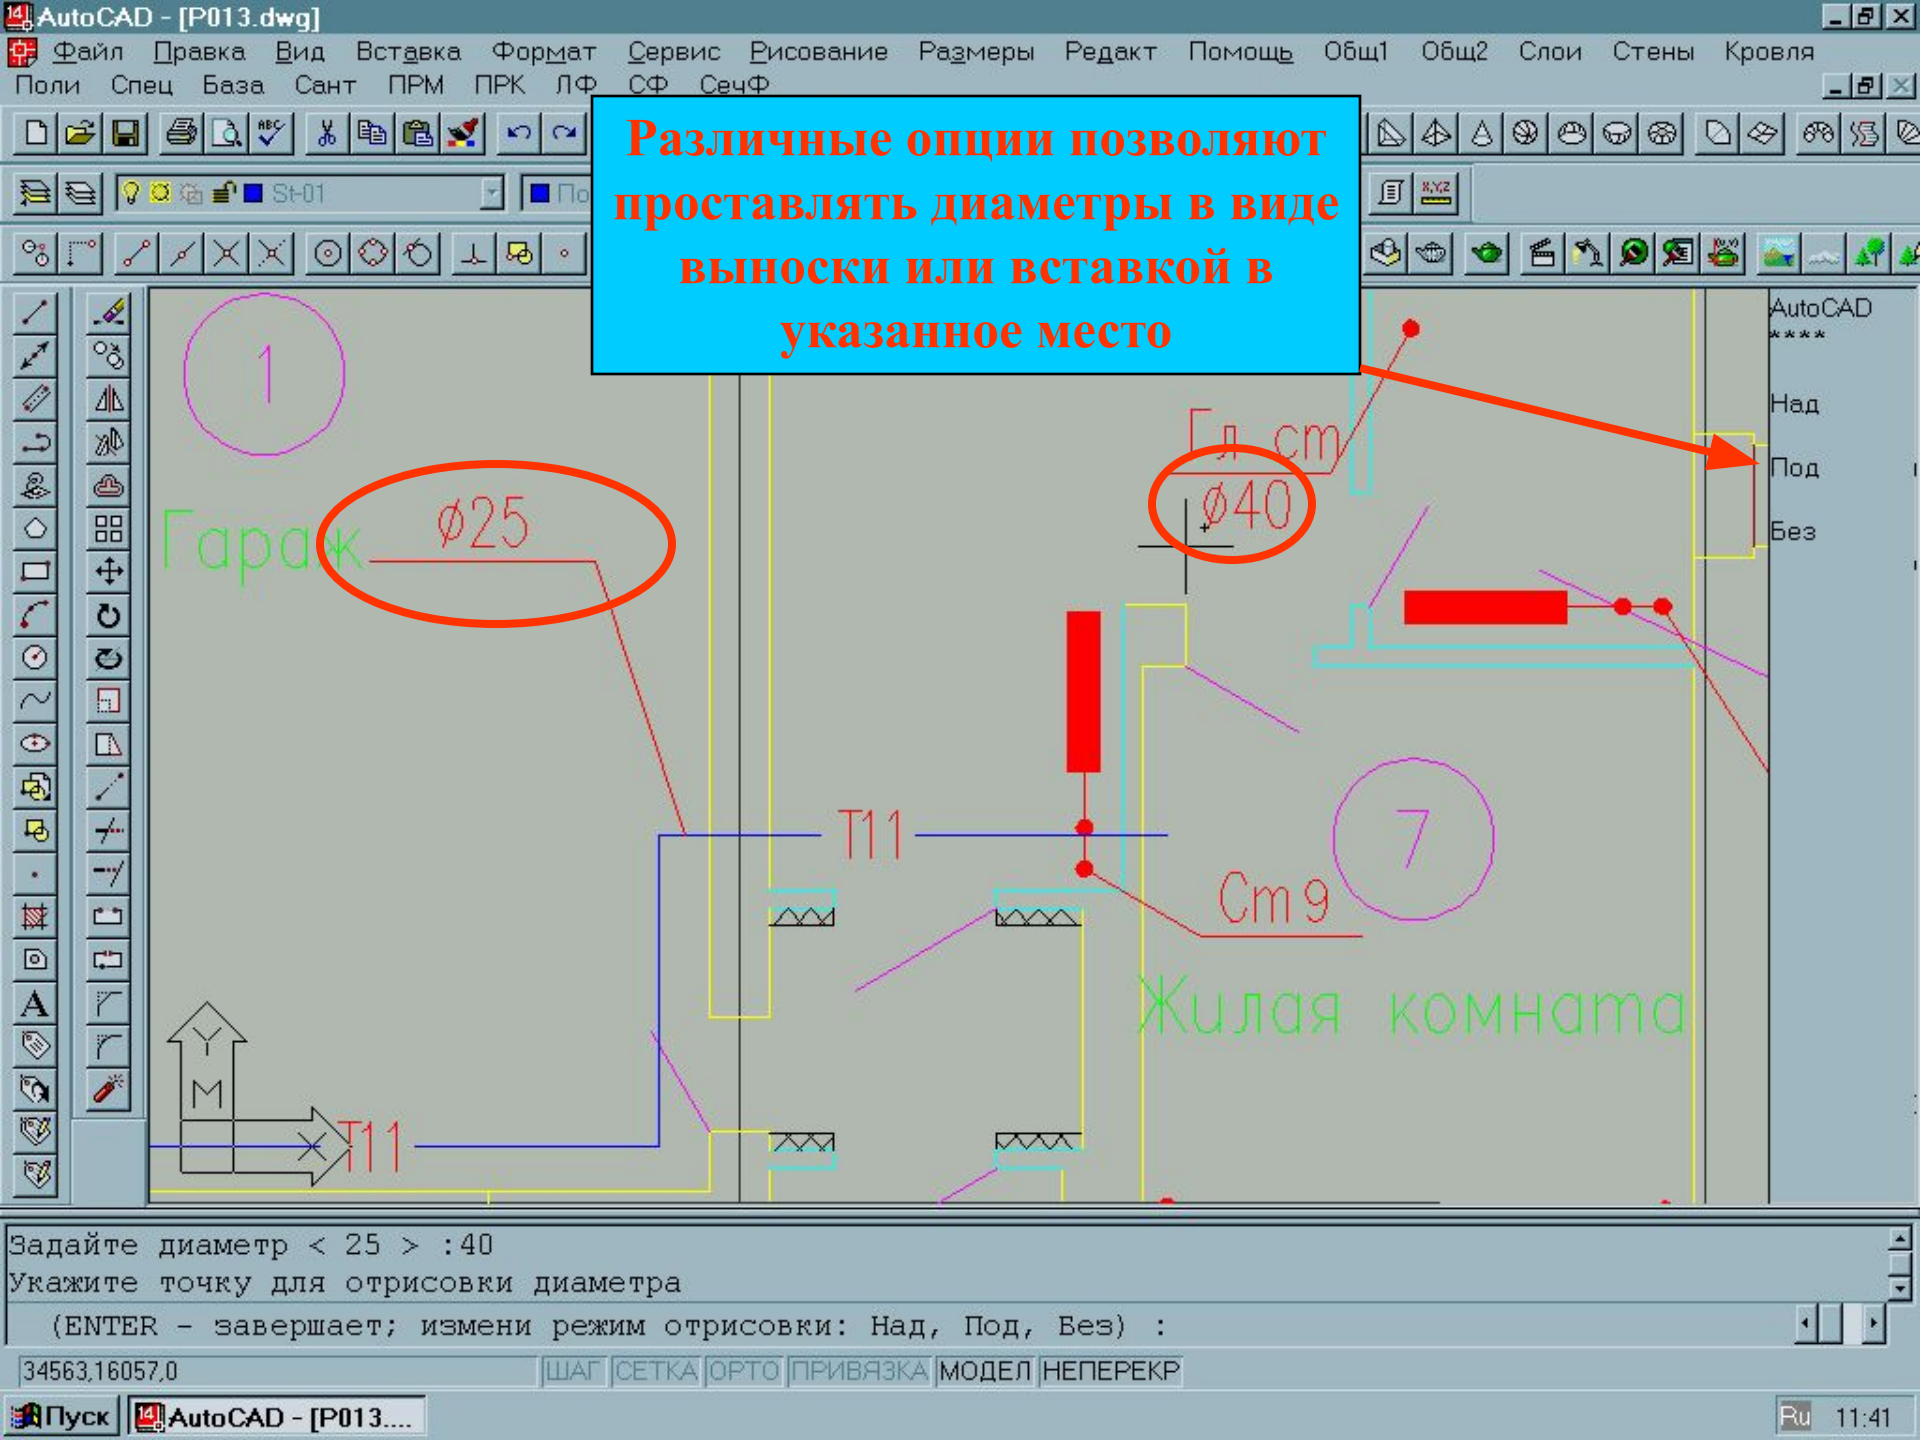 AutoCAD - [P013.dwg]
Файл Правка Вид Вставка Формат Сервис Рисование Размеры Редакт Помощь Общ1 Общ2 Слои Стены Кровля
Поли Спец База Сант ПРМ ПРК ЛФ СФ СечФ
Различные опции позволяют
проставлять диаметры в виде
выноски или вставкой в
указанное место
St-01
По
AutoCAD
****
Над
Под
Без
1
Гл ст
ø40
ø25
Гараж
T11
7
Ст 9
Жилая комната
Y
M
X
T11
Задайте диаметр < 25 > :40
Укажите точку для отрисовки диаметра
(ENTER - завершает; измени режим отрисовки: Над, Под, Без) :
34563,16057,0 ШАГ СЕТКА ОРТО ПРИВЯЗКА МОДЕЛ НЕПЕРЕКР
Пуск AutoCAD - [P013.... Ru 11:41